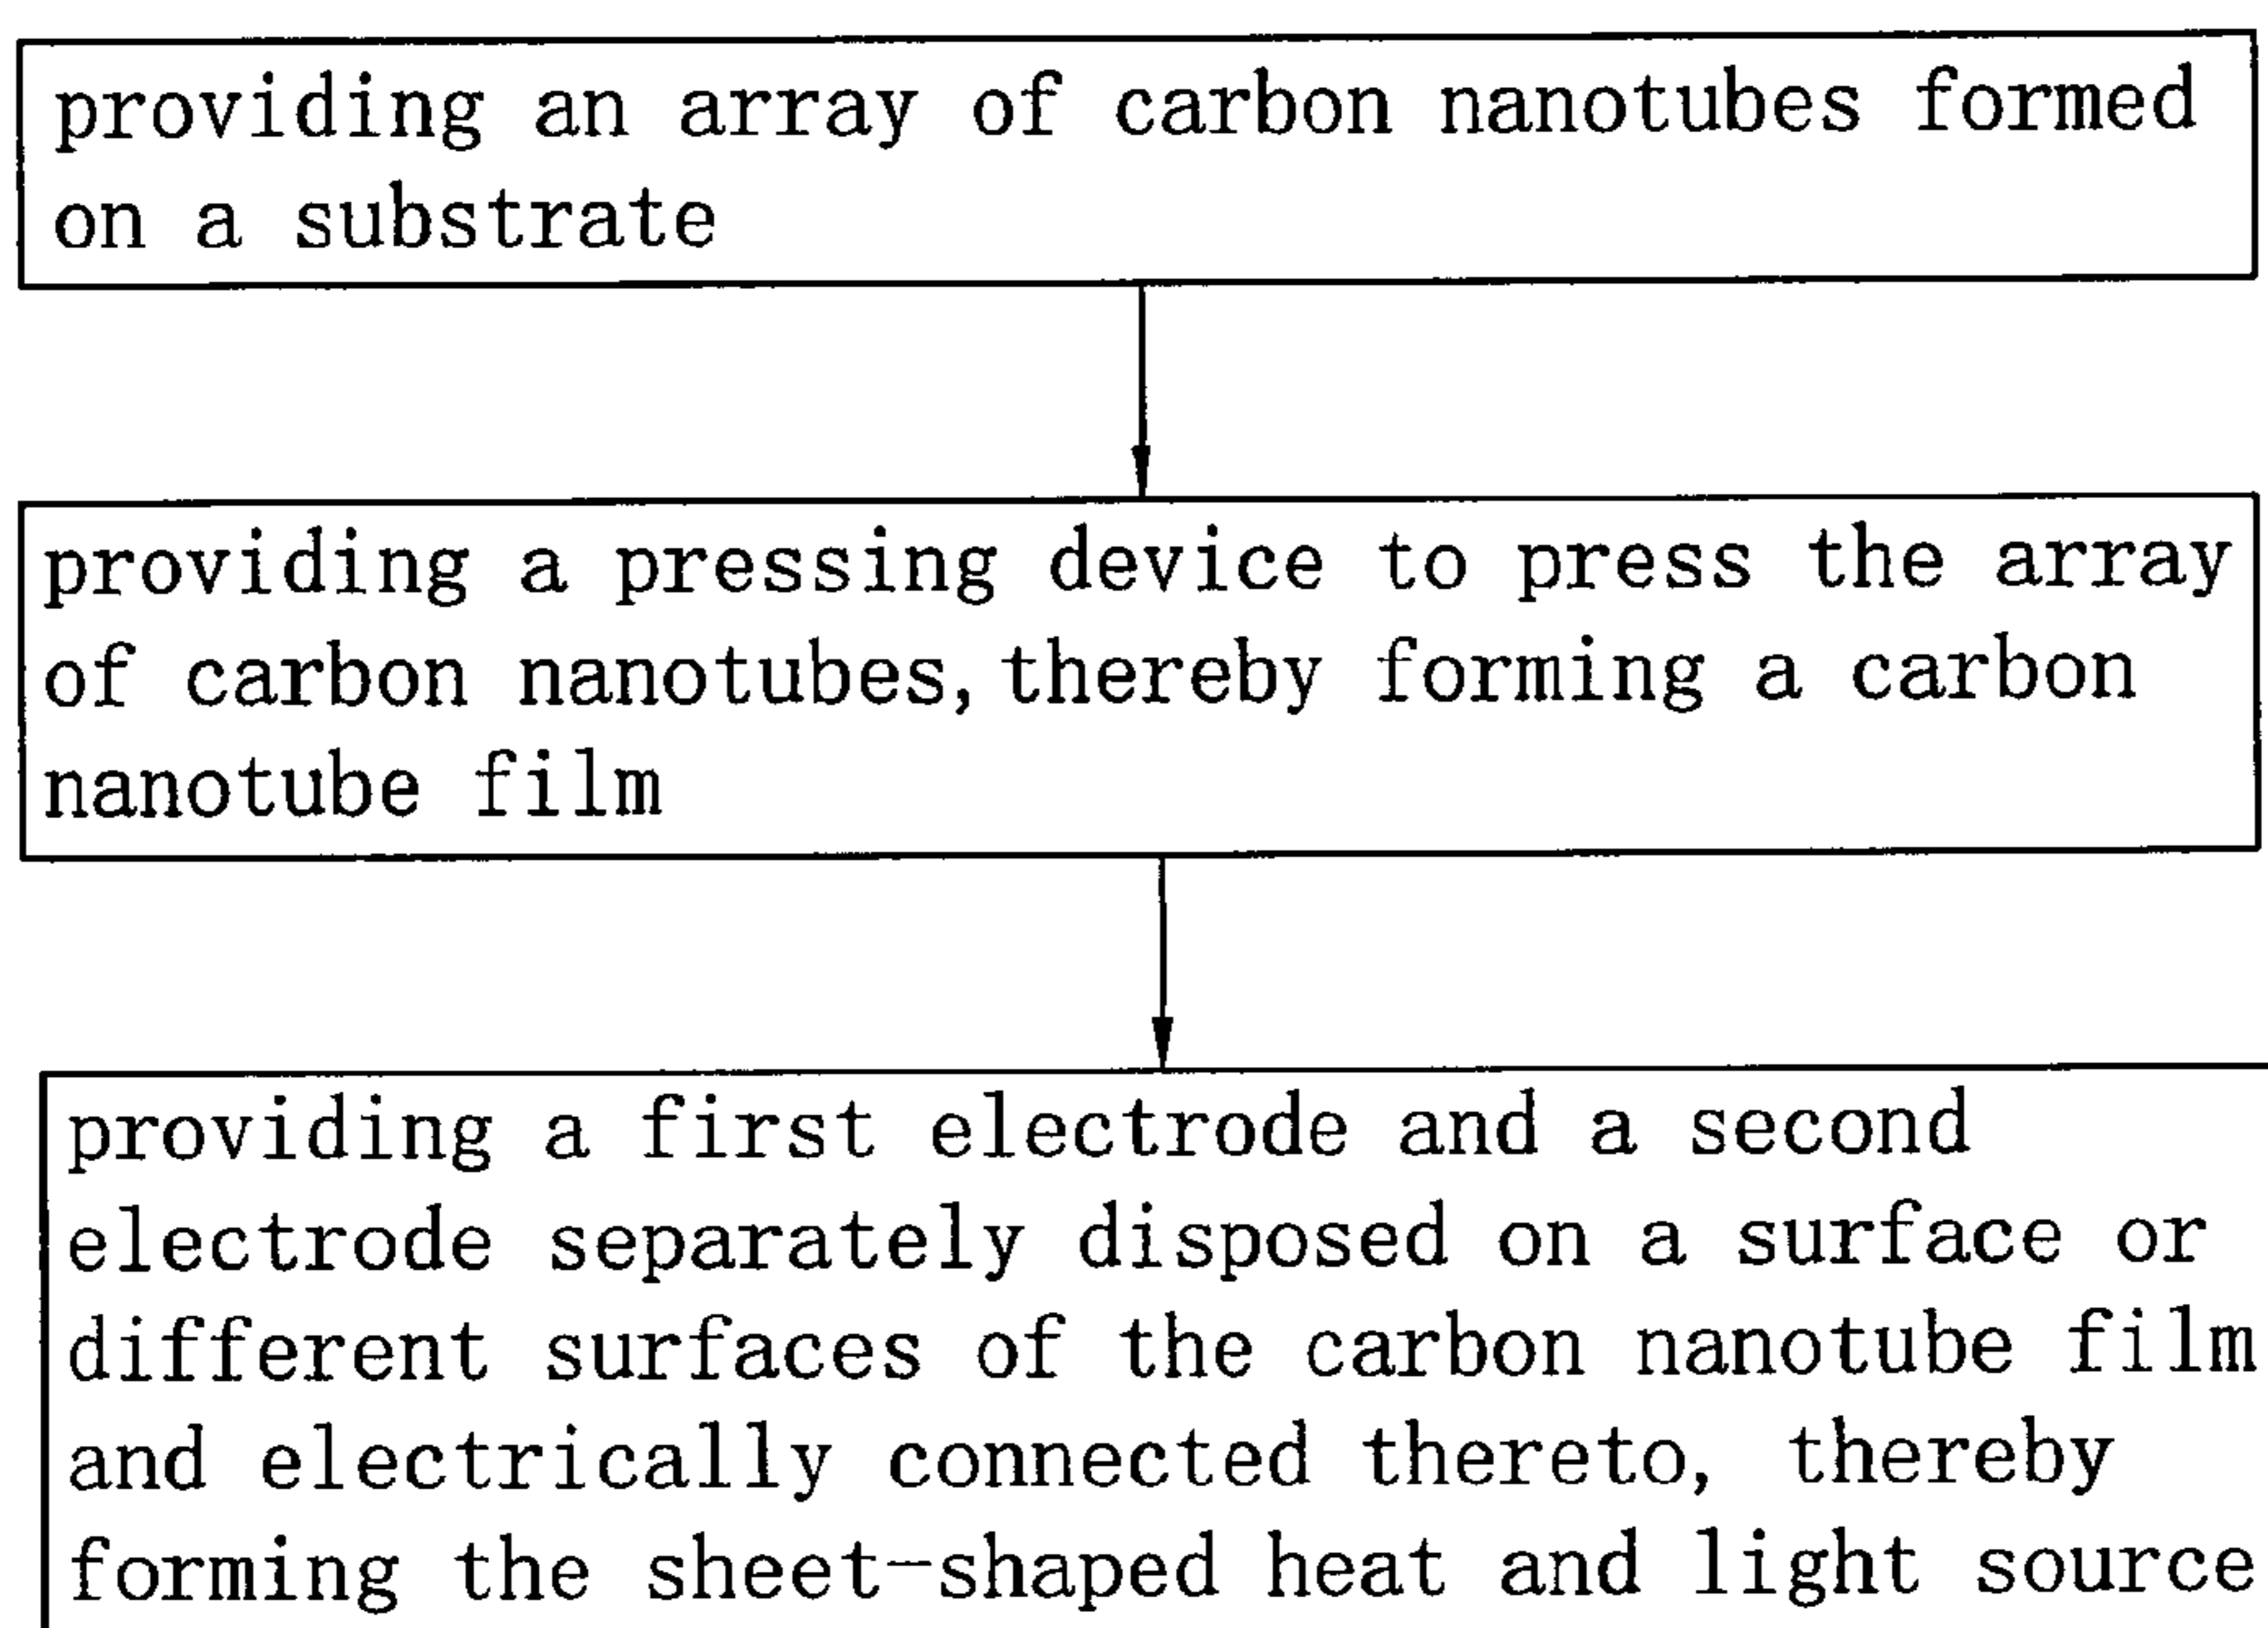 providing an array of carbon nanotubes formed
on a substrate
providing a pressing device to press the array
of carbon nanotubes, thereby forming a carbon
nanotube film
providing a first electrode and a second
electrode separately disposed on a surface or
different surfaces of the carbon nanotube film
and electrically connected thereto, thereby
forming the sheet-shaped heat and light source